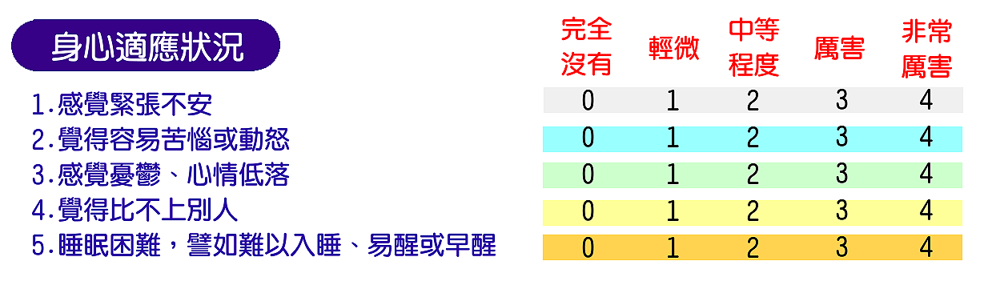 身心適應狀況
完全沒有 輕微 中等程度 厲害 非常厲害
1.感覺緊張不安 0 1 2 3 4
2.覺得容易苦惱或動怒 0 1 2 3 4
3.感覺憂鬱、心情低落 0 1 2 3 4
4.覺得比不上別人 0 1 2 3 4
5.睡眠困難，譬如難以入睡、易醒或早醒 0 1 2 3 4